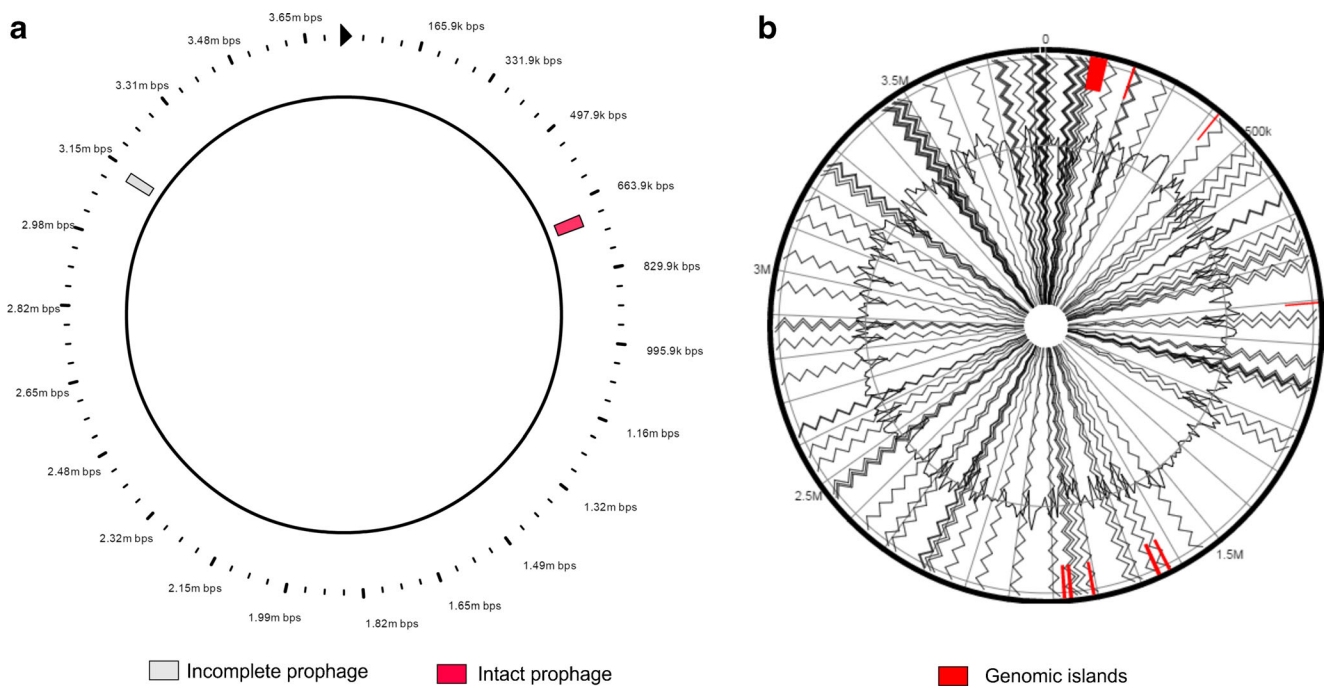 a
3.65m bps
165.9k bps
331.9k bps
497.9k bps
663.9k bps
829.9k bps
995.9k bps
1.16m bps
1.32m bps
1.49m bps
1.65m bps
1.82m bps
1.99m bps
2.15m bps
2.32m bps
2.48m bps
2.65m bps
2.82m bps
2.98m bps
3.15m bps
3.31m bps
3.48m bps
Incomplete prophage
Intact prophage
b
0
500k
1.5M
2.5M
3M
3.5M
Genomic islands